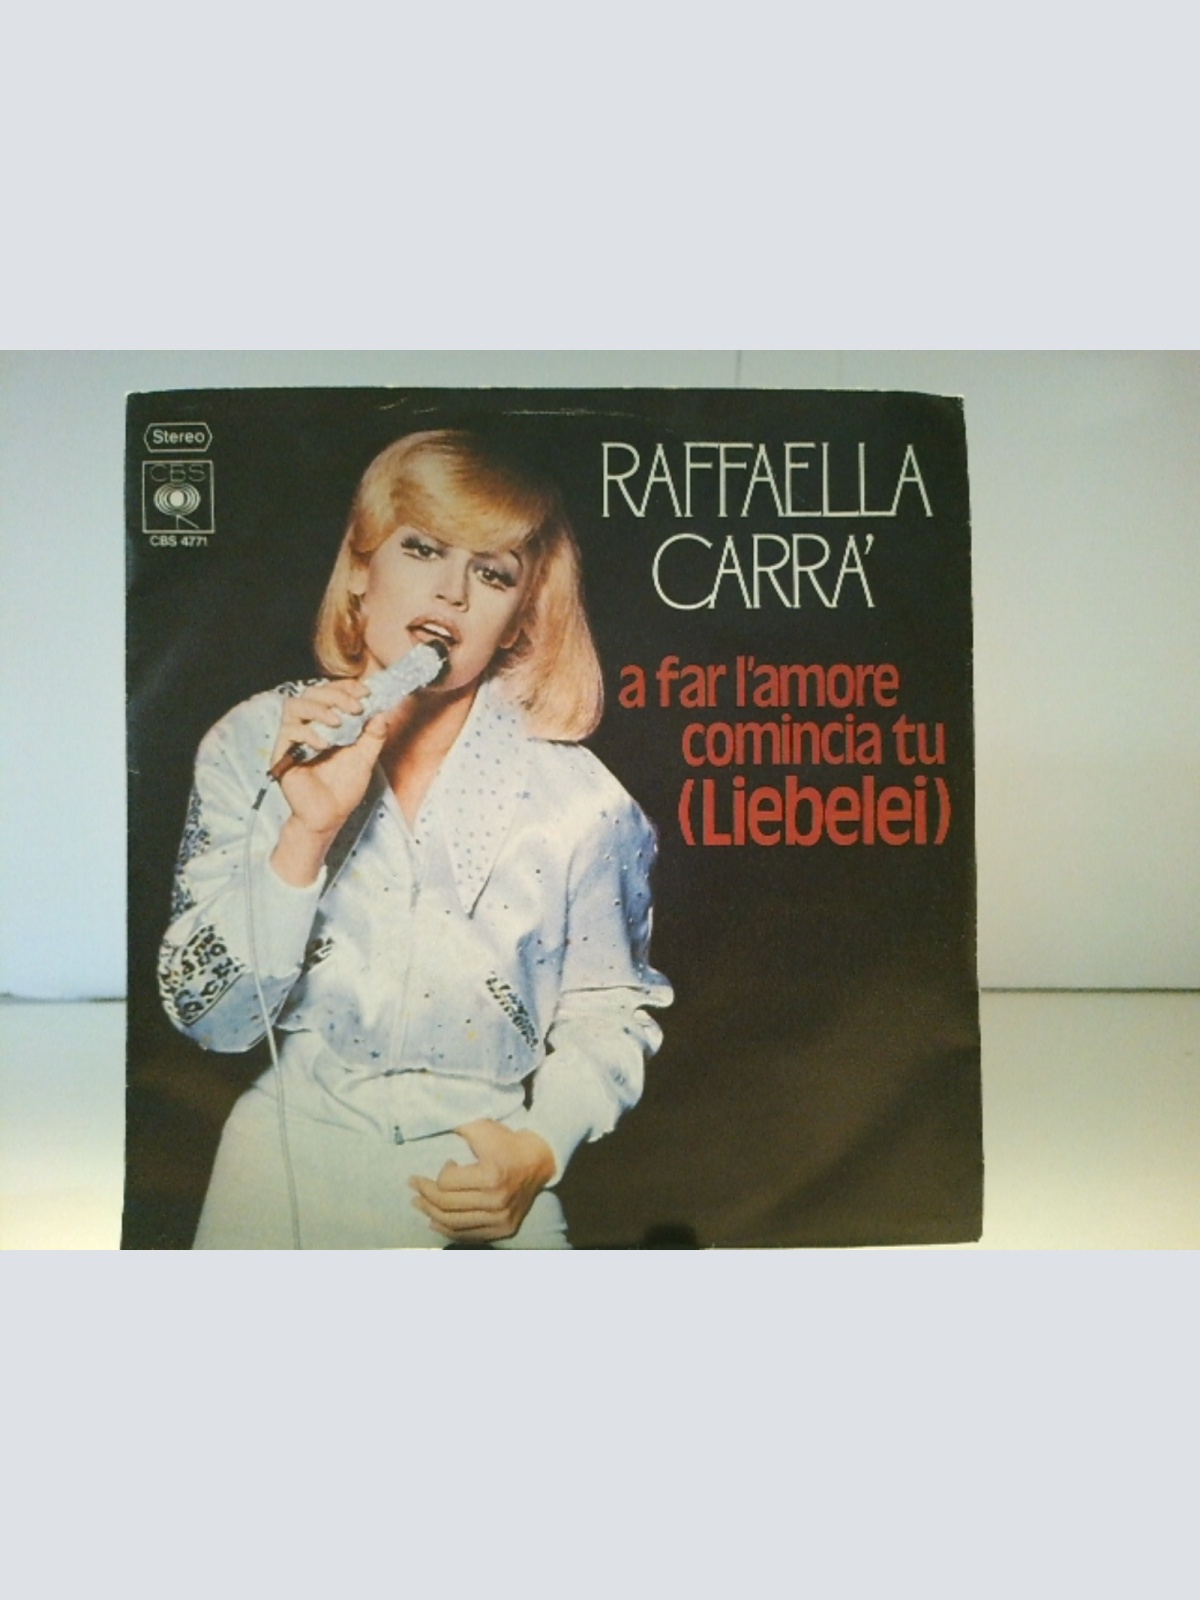 Stereo
CBS
CBS 4771
RAFFAELLA
CARRA'
a far l'amore
comincia tu
(Liebelei)